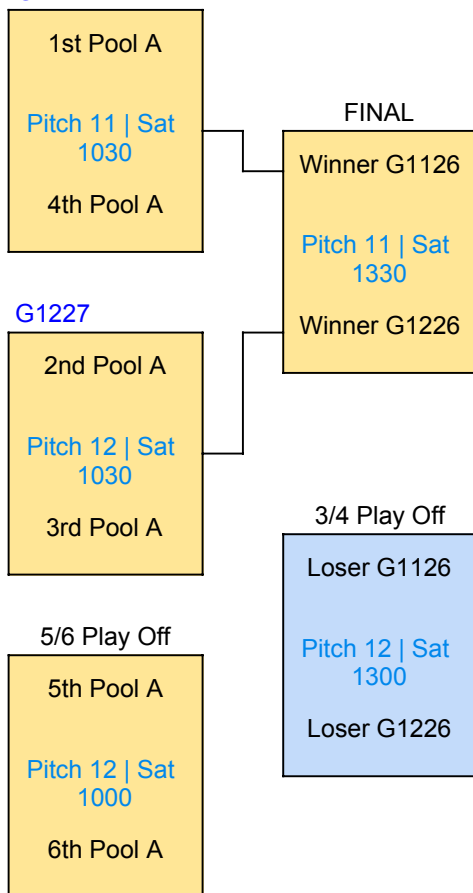 1st Pool A
Pitch 11 | Sat
1030
4th Pool A
FINAL
Winner G1126
Pitch 11 | Sat
1330
Winner G1226
G1227
2nd Pool A
Pitch 12 | Sat
1030
3rd Pool A
3/4 Play Off
Loser G1126
Pitch 12 | Sat
1300
Loser G1226
5/6 Play Off
5th Pool A
Pitch 12 | Sat
1000
6th Pool A